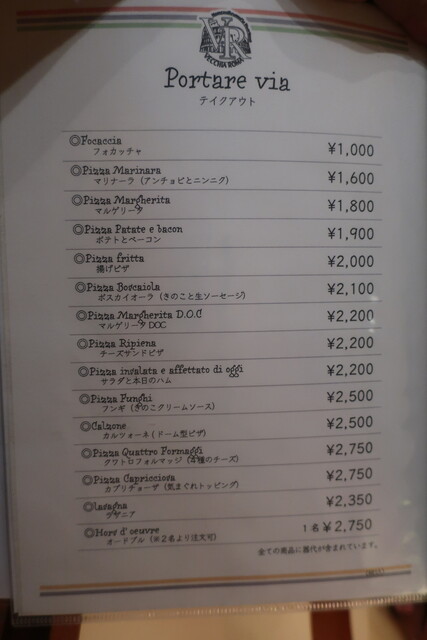 VR
VECCHIA ROMA
Portare via
テイクアウト
◎Focaccia ¥1,000
フォカッチャ
◎Pizza Marinara ¥1,600
マリナーラ（アンチョビとニンニク）
◎Pizza Margherita ¥1,800
マルゲリータ
◎Pizza Patate e bacon ¥1,900
ポテトとベーコン
◎Pizza fritta ¥2,000
揚げピザ
◎Pizza Boscaiola ¥2,100
ボスカイオーラ（きのこと生ソーセージ）
◎Pizza Margherita D.O.C ¥2,200
マルゲリータ DOC
◎Pizza Ripiena ¥2,200
チーズサンドピザ
◎Pizza insalata e affettato di oggi ¥2,200
サラダと本日のハム
◎Pizza Funghi ¥2,500
フンギ（きのこクリームソース）
◎Calzone ¥2,500
カルツォーネ（ドーム型ピザ）
◎Pizza Quattro Formaggi ¥2,750
クワトロフォルマッジ（4種のチーズ）
◎Pizza Capricciosa ¥2,750
カプリチョーザ（気まぐれトッピング）
◎lasagna ¥2,350
ラザニア
◎Hors d' oeuvre 1名¥2,750
オードブル（※2名より注文可）
全ての商品に器代が含まれています。